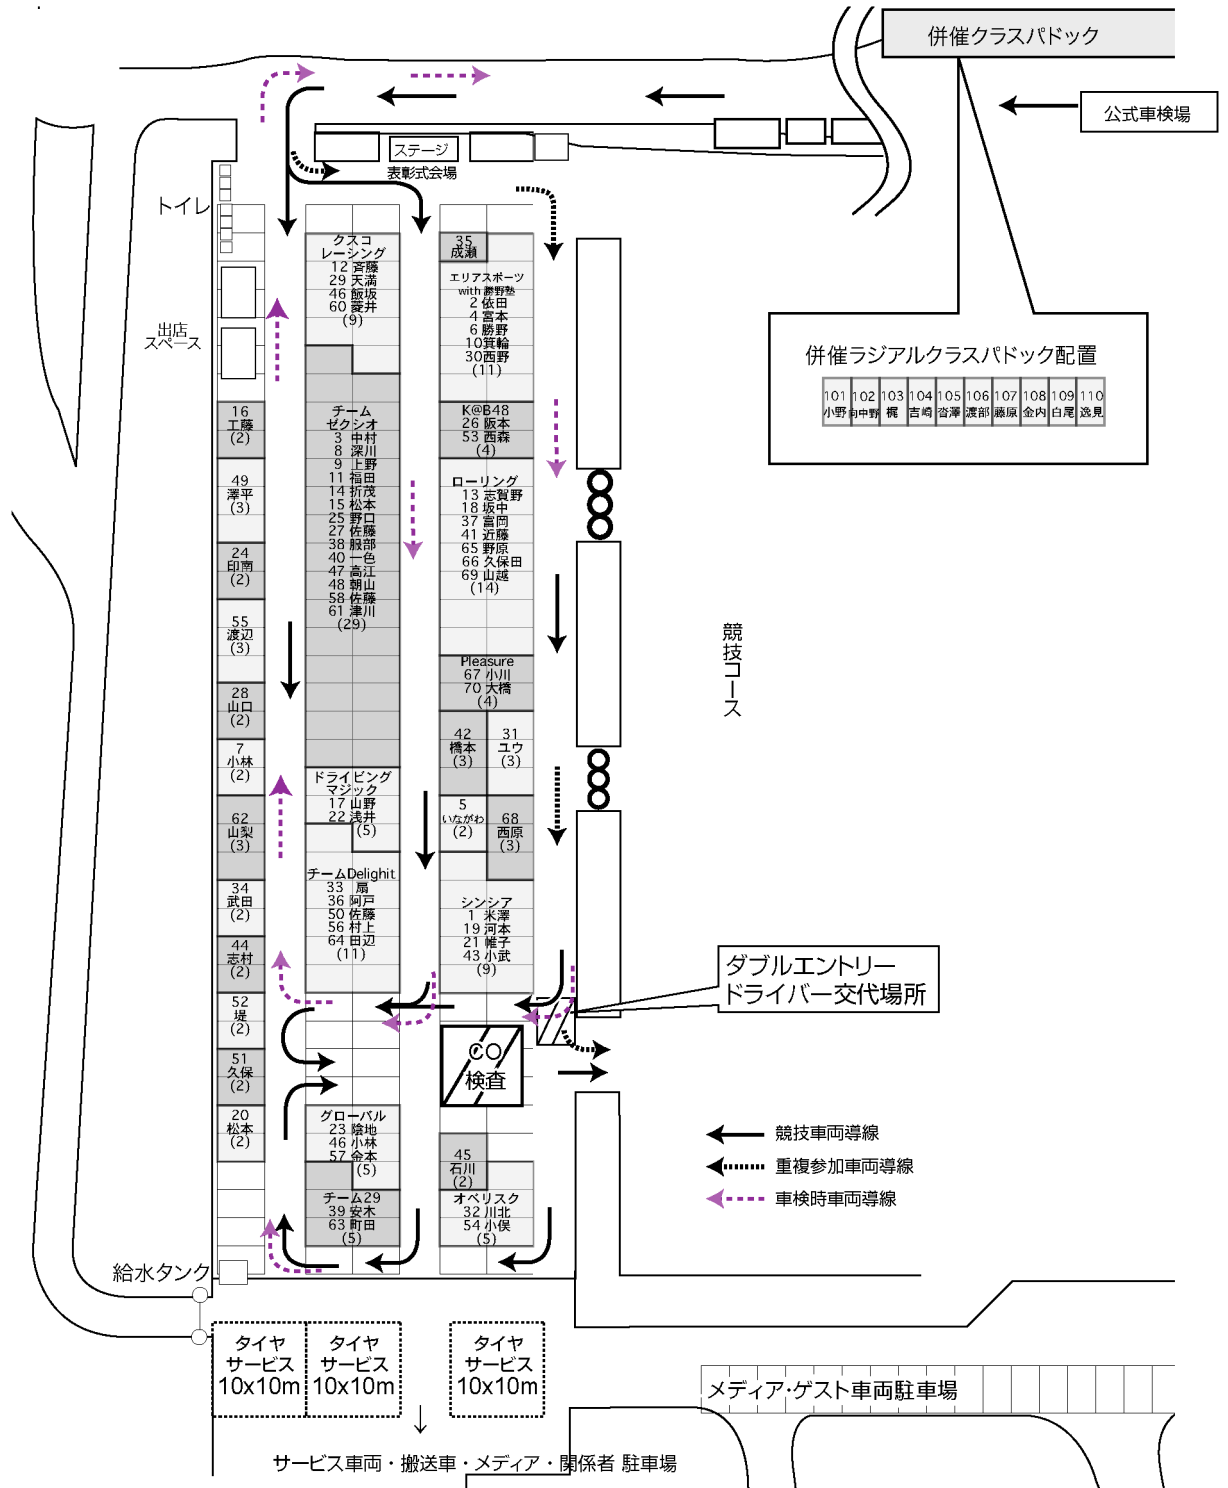 併催クラスパドック
公式車検場
ステージ
表彰式会場
トイレ
出店
スペース
併催ラジアルクラスパドック配置
101 102 103 104 105 106 107 108 109 110
小野 向中野 梶 吉崎 沓澤 渡部 藤原 金内 白尾 逸見
16
工藤
(2)
49
澤平
(3)
24
印南
(2)
55
渡辺
(3)
28
山口
(2)
7
小林
(2)
62
山梨
(3)
34
武田
(2)
44
志村
(2)
52
堤
(2)
51
久保
(2)
20
松本
(2)
クスコ
レーシング
12 斉藤
29 天満
46 飯坂
60 菱井
(9)
チーム
ゼクシオ
3 中村
8 深川
9 上野
11 福田
14 折茂
15 松本
25 野口
27 佐藤
38 服部
40 一色
47 高江
48 朝山
58 佐藤
61 津川
(29)
ドライビング
マジック
17 山野
22 浅井
(5)
チームDelighit
33 扇
36 阿戸
50 佐藤
56 村上
64 田辺
(11)
グローバル
23 陰地
46 小林
57 金本
(5)
チーム29
39 安木
63 町田
(5)
35
成瀬
エリアスポーツ
with 勝野塾
2 依田
4 宮本
6 勝野
10箕輪
30西野
(11)
K@B48
26 阪本
53 西森
(4)
ローリング
13 志賀野
18 坂中
37 富岡
41 近藤
65 野原
66 久保田
69 山越
(14)
Pleasure
67 小川
70 大橋
(4)
42
橋本
(3)
31
ユウ
(3)
5
いながわ
(2)
68
西原
(3)
シンシア
1 米澤
19 河本
21 帷子
43 小武
(9)
CO
検査
45
石川
(2)
オベリスク
32 川北
54 小俣
(5)
競技コース
ダブルエントリー
ドライバー交代場所
競技車両導線
重複参加車両導線
車検時車両導線
給水タンク
タイヤ
サービス
10x10m
タイヤ
サービス
10x10m
タイヤ
サービス
10x10m
メディア・ゲスト車両駐車場
サービス車両・搬送車・メディア・関係者 駐車場